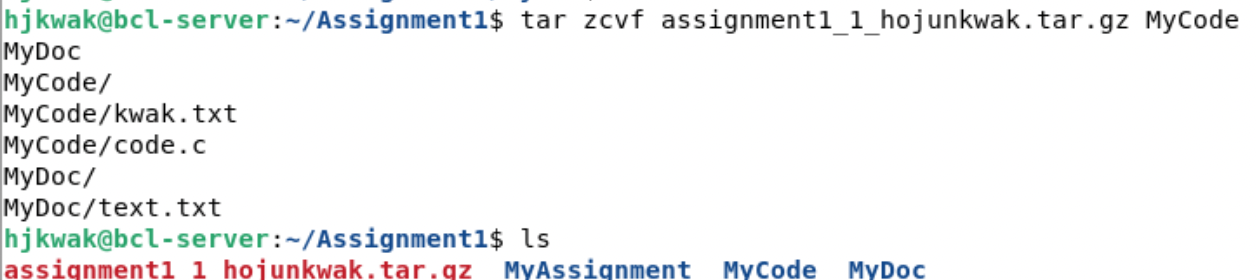 hjkwak@bcl-server:~/Assignment1$ tar zcvf assignment1_1_hojunkwak.tar.gz MyCode
MyDoc
MyCode/
MyCode/kwak.txt
MyCode/code.c
MyDoc/
MyDoc/text.txt
hjkwak@bcl-server:~/Assignment1$ ls
assignment1_1_hojunkwak.tar.gz  MyAssignment  MyCode  MyDoc